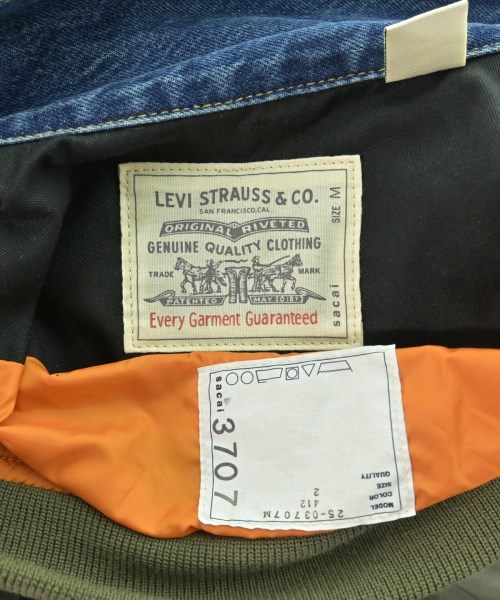 LEVI STRAUSS & CO.
SAN FRANCISCO, CAL.
ORIGINAL RIVETED
GENUINE QUALITY CLOTHING
TRADE MARK
PATENTED MAY 20 1873
Every Garment Guaranteed
SIZE M
sacai
sacai
3707
MODEL 25-03707M
COLOR 412
SIZE 2
QUALITY